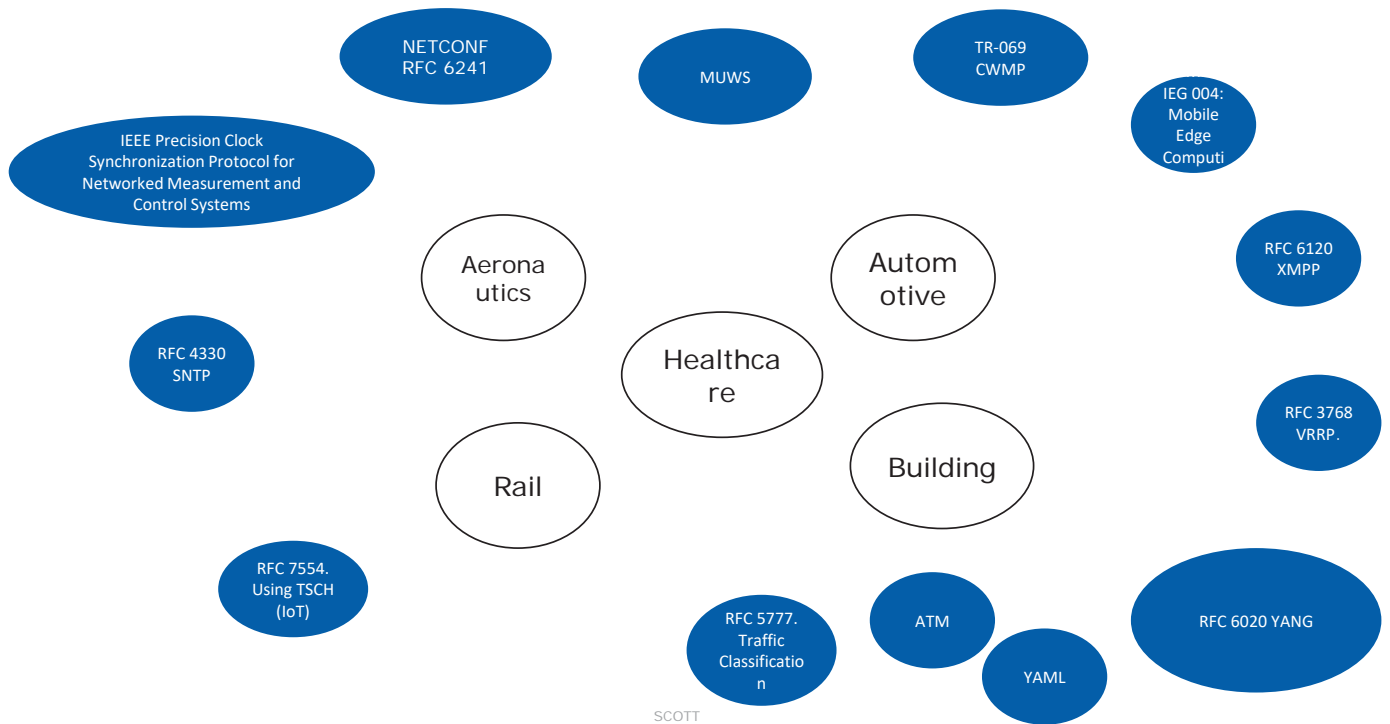 NETCONF
RFC 6241
MUWS
TR-069
CWMP
IEG 004:
Mobile
Edge
Computi
IEEE Precision Clock
Synchronization Protocol for
Networked Measurement and
Control Systems
Aerona
utics
Autom
otive
RFC 6120
XMPP
RFC 4330
SNTP
Healthca
re
RFC 3768
VRRP.
Rail
Building
RFC 7554.
Using TSCH
(IoT)
RFC 5777.
Traffic
Classificatio
n
ATM
YAML
RFC 6020 YANG
SCOTT